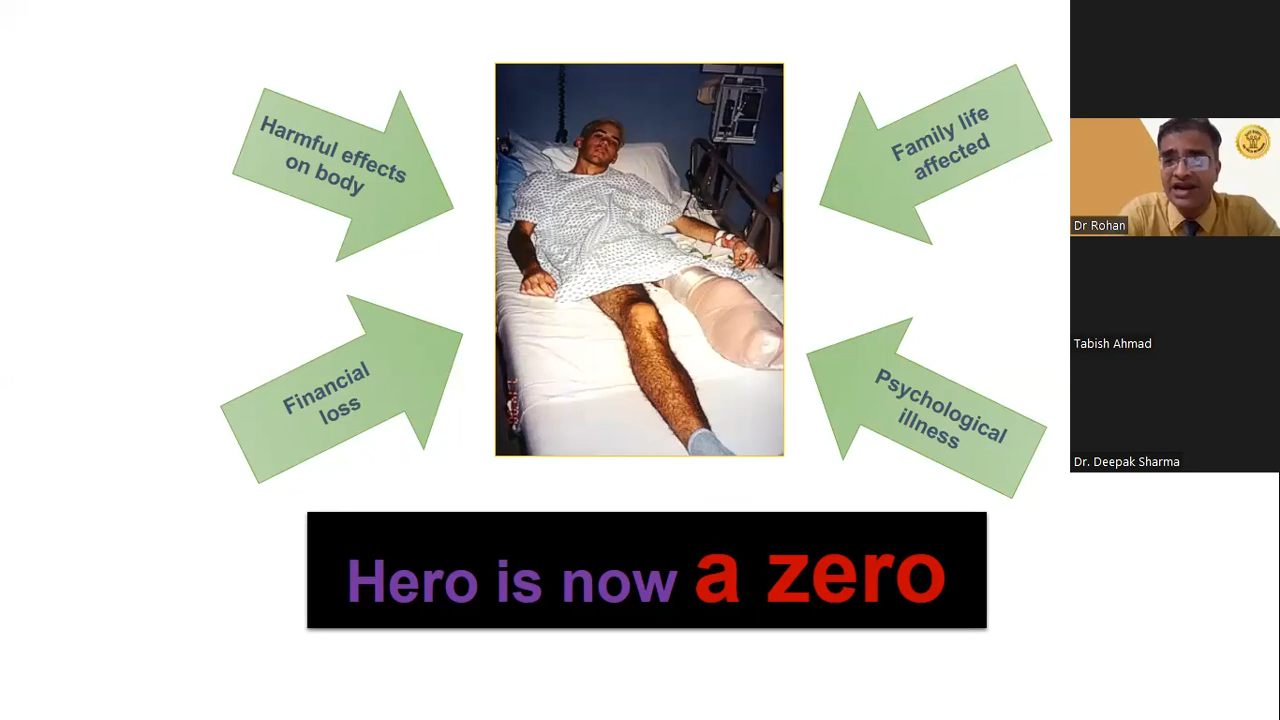 Harmful effects
on body
Family life
affected
Financial
loss
Psychological
illness
Hero is now a zero
Dr Rohan
Tabish Ahmad
Dr. Deepak Sharma